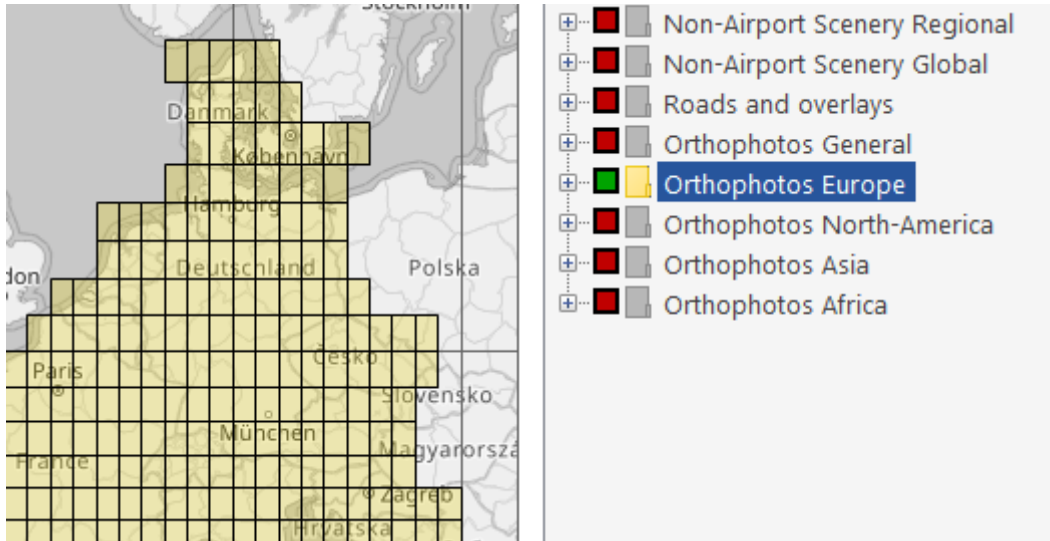 Stockholm
Danmark
København
Hamburg
Deutschland
Polska
don
Česko
Paris
Slovensko
München
Magyarorszá
France
Zagreb
Hrvatska
Non-Airport Scenery Regional
Non-Airport Scenery Global
Roads and overlays
Orthophotos General
Orthophotos Europe
Orthophotos North-America
Orthophotos Asia
Orthophotos Africa